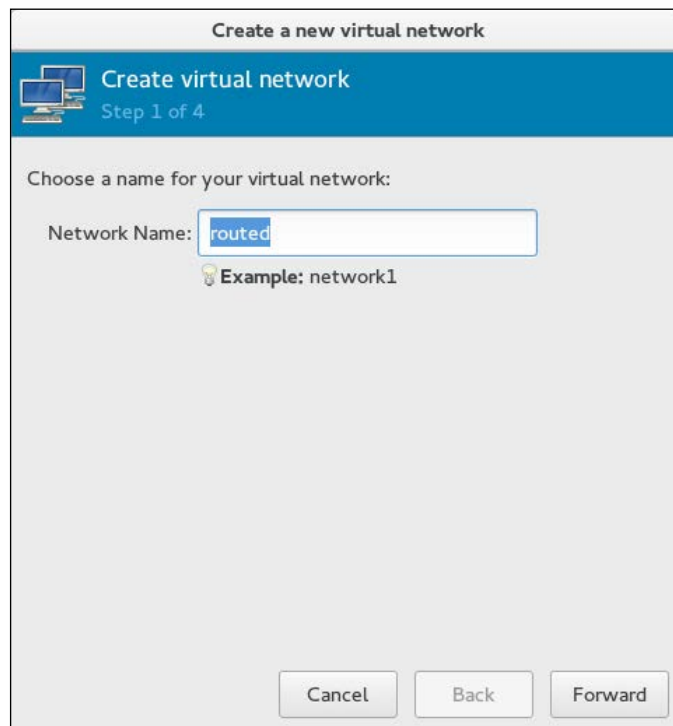 Create a new virtual network
Create virtual network
Step 1 of 4
Choose a name for your virtual network:
Network Name: routed
Example: network1
Cancel Back Forward